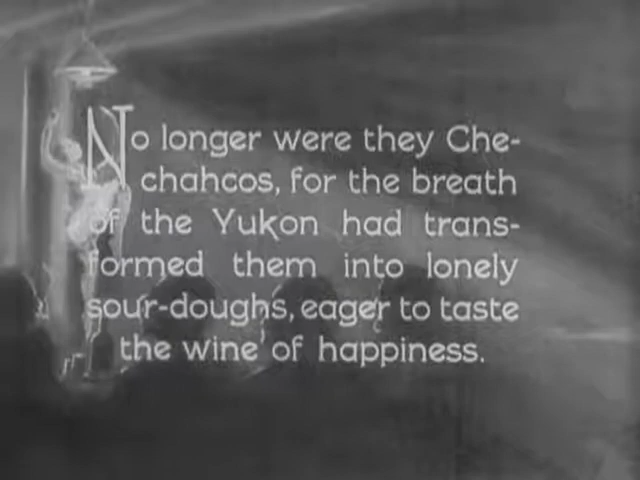 No longer were they Che-
chahcos, for the breath
of the Yukon had trans-
formed them into lonely
sour-doughs, eager to taste
the wine of happiness.